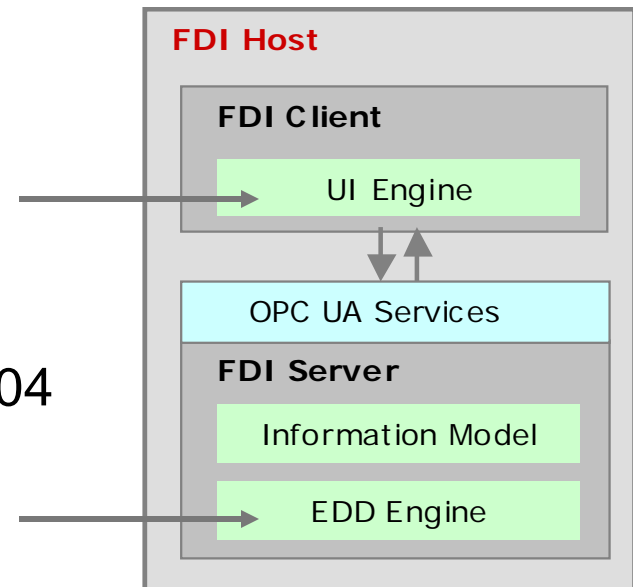 FDI Host
FDI Client
UI Engine
OPC UA Services
04
FDI Server
Information Model
EDD Engine